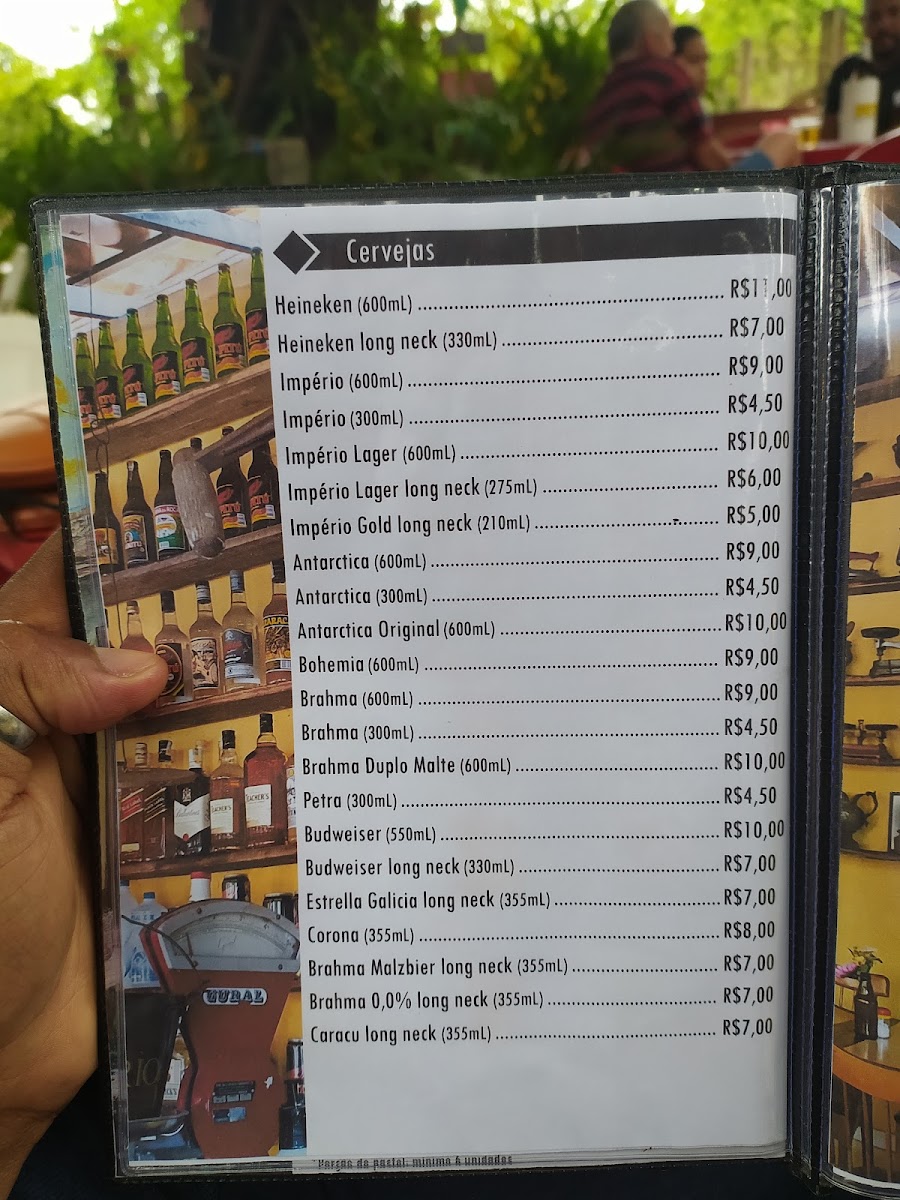 Cervejas
Heineken (600mL) ........ R$11,00
Heineken long neck (330mL) ........ R$7,00
Império (600mL) ........ R$9,00
Império (300mL) ........ R$4,50
Império Lager (600mL) ........ R$10,00
Império Lager long neck (275mL) ........ R$6,00
Império Gold long neck (210mL) ........ R$5,00
Antarctica (600mL) ........ R$9,00
Antarctica (300mL) ........ R$4,50
Antarctica Original (600mL) ........ R$10,00
Bohemia (600mL) ........ R$9,00
Brahma (600mL) ........ R$9,00
Brahma (300mL) ........ R$4,50
Brahma Duplo Malte (600mL) ........ R$10,00
Petra (300mL) ........ R$4,50
Budweiser (550mL) ........ R$10,00
Budweiser long neck (330mL) ........ R$7,00
Estrella Galicia long neck (355mL) ........ R$7,00
Corona (355mL) ........ R$8,00
Brahma Malzbier long neck (355mL) ........ R$7,00
Brahma 0,0% long neck (355mL) ........ R$7,00
Caracu long neck (355mL) ........ R$7,00
*Porção de pastel: mínimo 6 unidades